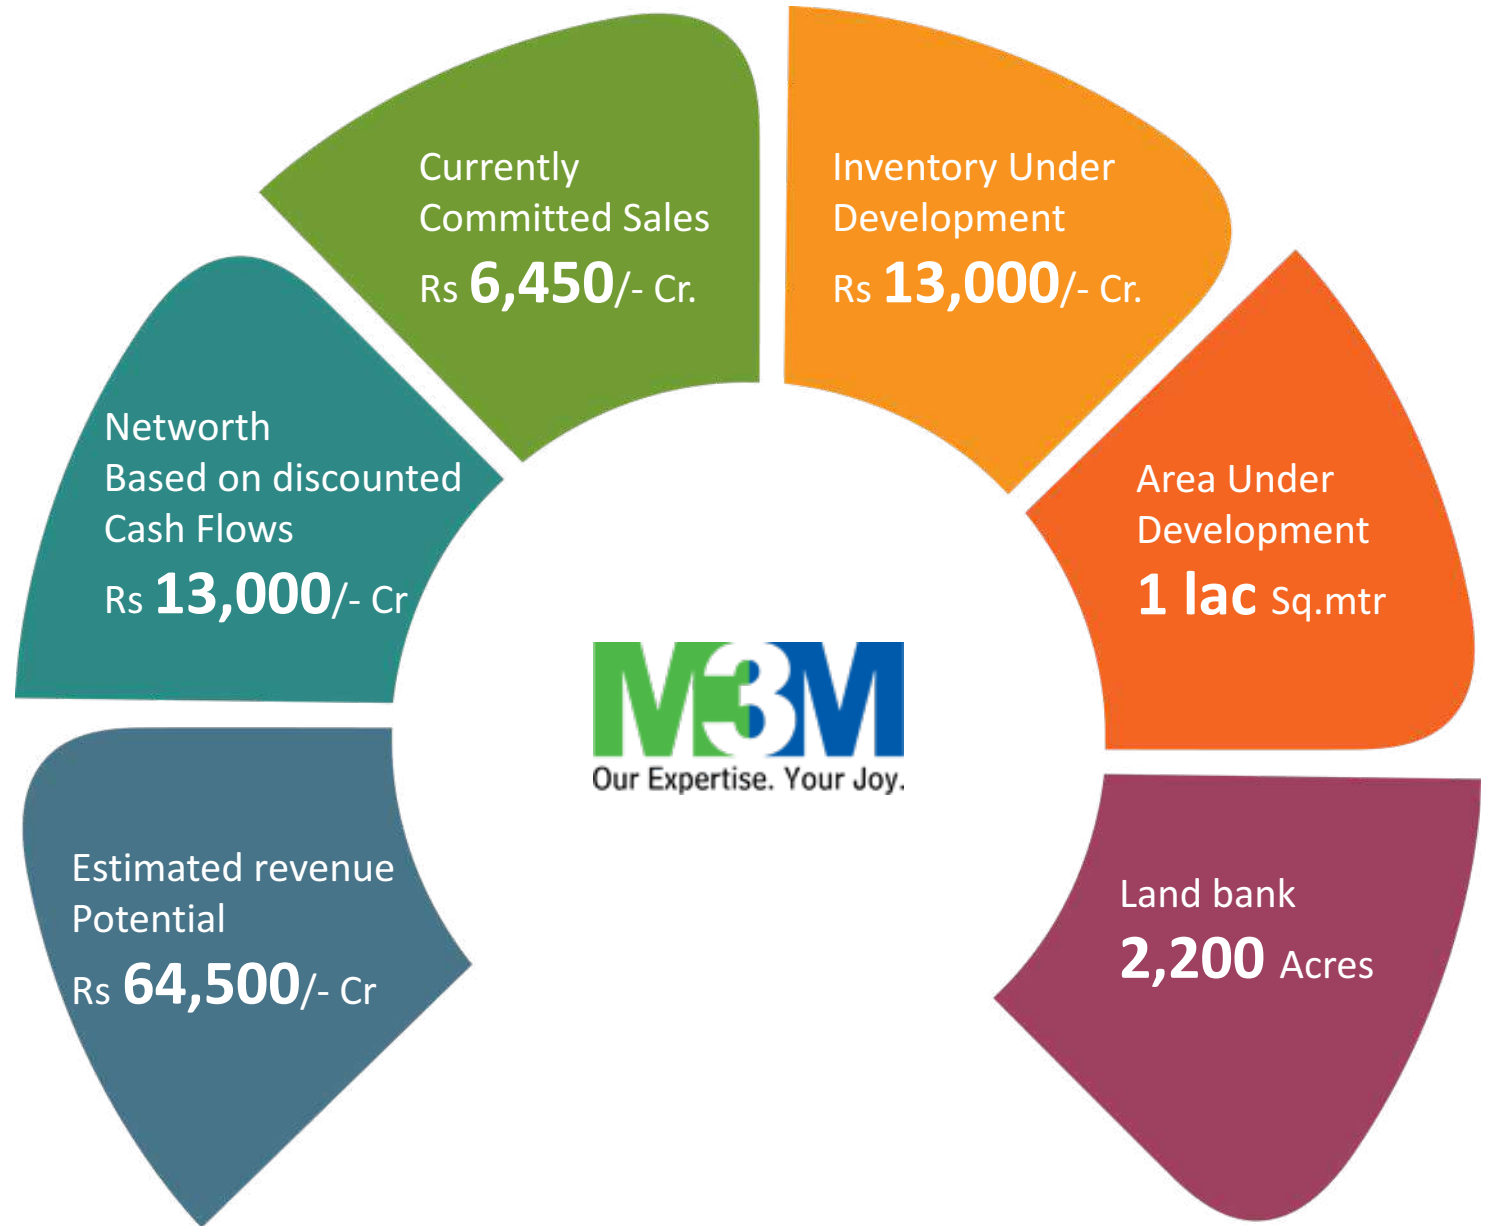 Currently
Committed Sales
Rs 6,450/- Cr.
Inventory Under
Development
Rs 13,000/- Cr.
Networth
Based on discounted
Cash Flows
Rs 13,000/- Cr
Area Under
Development
1 lac Sq.mtr
M3M
Our Expertise. Your Joy.
Estimated revenue
Potential
Rs 64,500/- Cr
Land bank
2,200 Acres